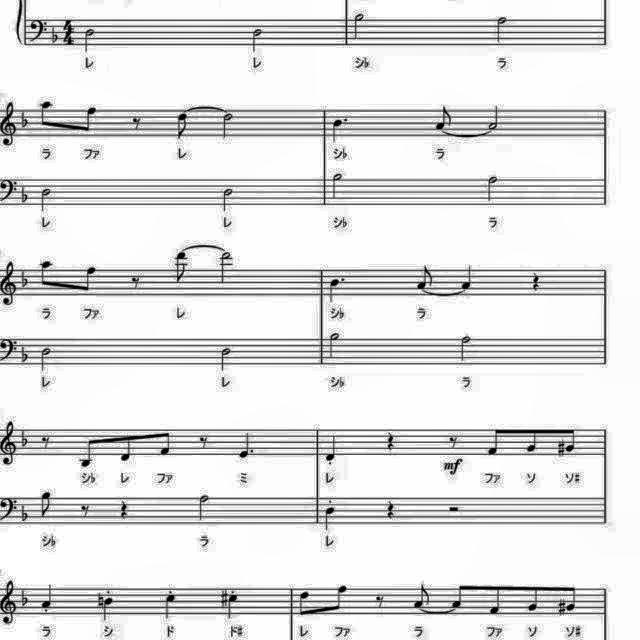 レ レ シ♭ ラ
ラ ファ レ シ♭ ラ
レ レ シ♭ ラ
ラ ファ レ シ♭ ラ
レ レ シ♭ ラ
mf
シ♭ レ ファ ミ レ ファ ソ ソ♯
シ♭ ラ レ
ラ シ ド ド♯ レ ファ ラ ファ ソ ソ♯